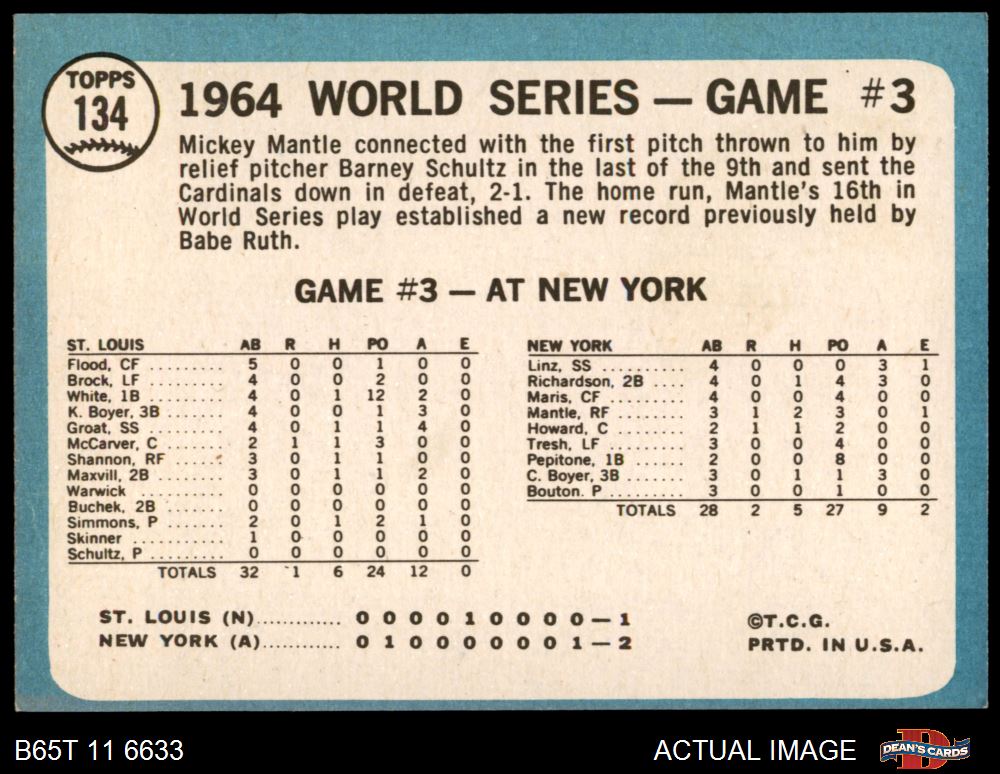 TOPPS
134
1964 WORLD SERIES — GAME #3
Mickey Mantle connected with the first pitch thrown to him by
relief pitcher Barney Schultz in the last of the 9th and sent the
Cardinals down in defeat, 2-1. The home run, Mantle's 16th in
World Series play established a new record previously held by
Babe Ruth.
GAME #3 — AT NEW YORK
ST. LOUIS AB R H PO A E
Flood, CF ......... 5 0 0 1 0 0
Brock, LF ......... 4 0 0 2 0 0
White, 1B ......... 4 0 1 12 2 0
K. Boyer, 3B ....... 4 0 0 1 3 0
Groat, SS ......... 4 0 1 1 4 0
McCarver, C ....... 2 1 1 3 0 0
Shannon, RF ...... 3 0 1 1 0 0
Maxvill, 2B ........ 3 0 1 1 2 0
Warwick ......... 0 0 0 0 0 0
Buchek, 2B ....... 0 0 0 0 0 0
Simmons, P ....... 2 0 1 2 1 0
Skinner .......... 1 0 0 0 0 0
Schultz, P ......... 0 0 0 0 0 0
TOTALS 32 1 6 24 12 0
NEW YORK AB R H PO A E
Linz, SS .......... 4 0 0 0 3 1
Richardson, 2B .... 4 0 1 4 3 0
Maris, CF ......... 4 0 0 4 0 0
Mantle, RF ........ 3 1 2 3 0 1
Howard, C ........ 2 1 1 2 0 0
Tresh, LF ......... 3 0 0 4 0 0
Pepitone, 1B ...... 2 0 0 8 0 0
C. Boyer, 3B ...... 3 0 1 1 3 0
Bouton. P ........ 3 0 0 1 0 0
TOTALS 28 2 5 27 9 2
ST. LOUIS (N)............. 0 0 0 0 1 0 0 0 0 — 1
NEW YORK (A)............. 0 1 0 0 0 0 0 0 1 — 2
©T.C.G.
PRTD. IN U.S.A.
B65T 11 6633
ACTUAL IMAGE
D
DEAN'S CARDS